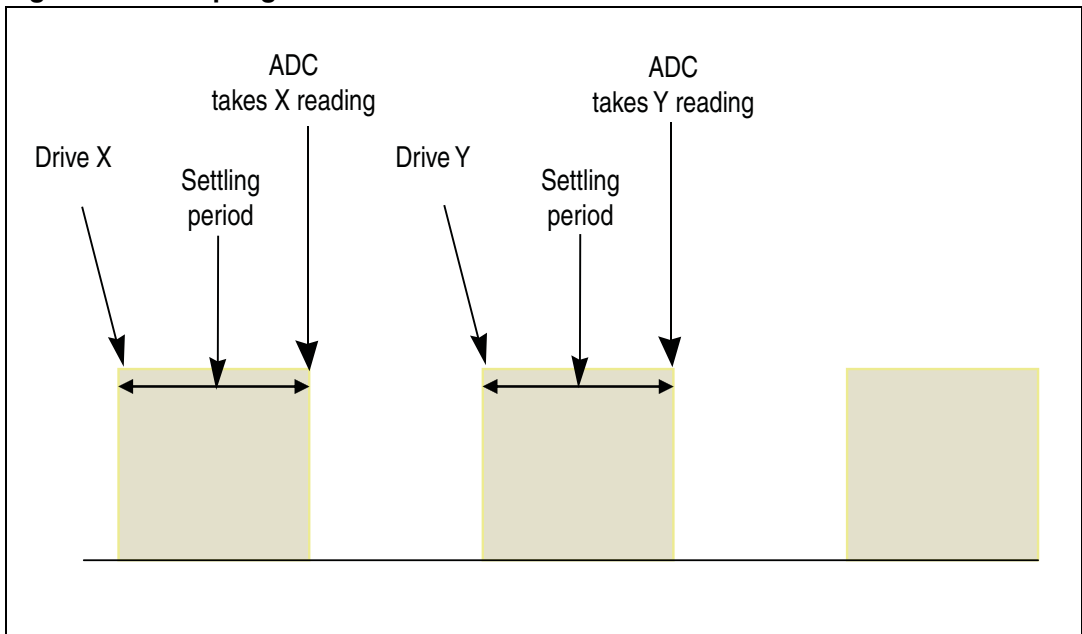 ADC
takes X reading
ADC
takes Y reading
Drive X
Settling
period
Drive Y
Settling
period